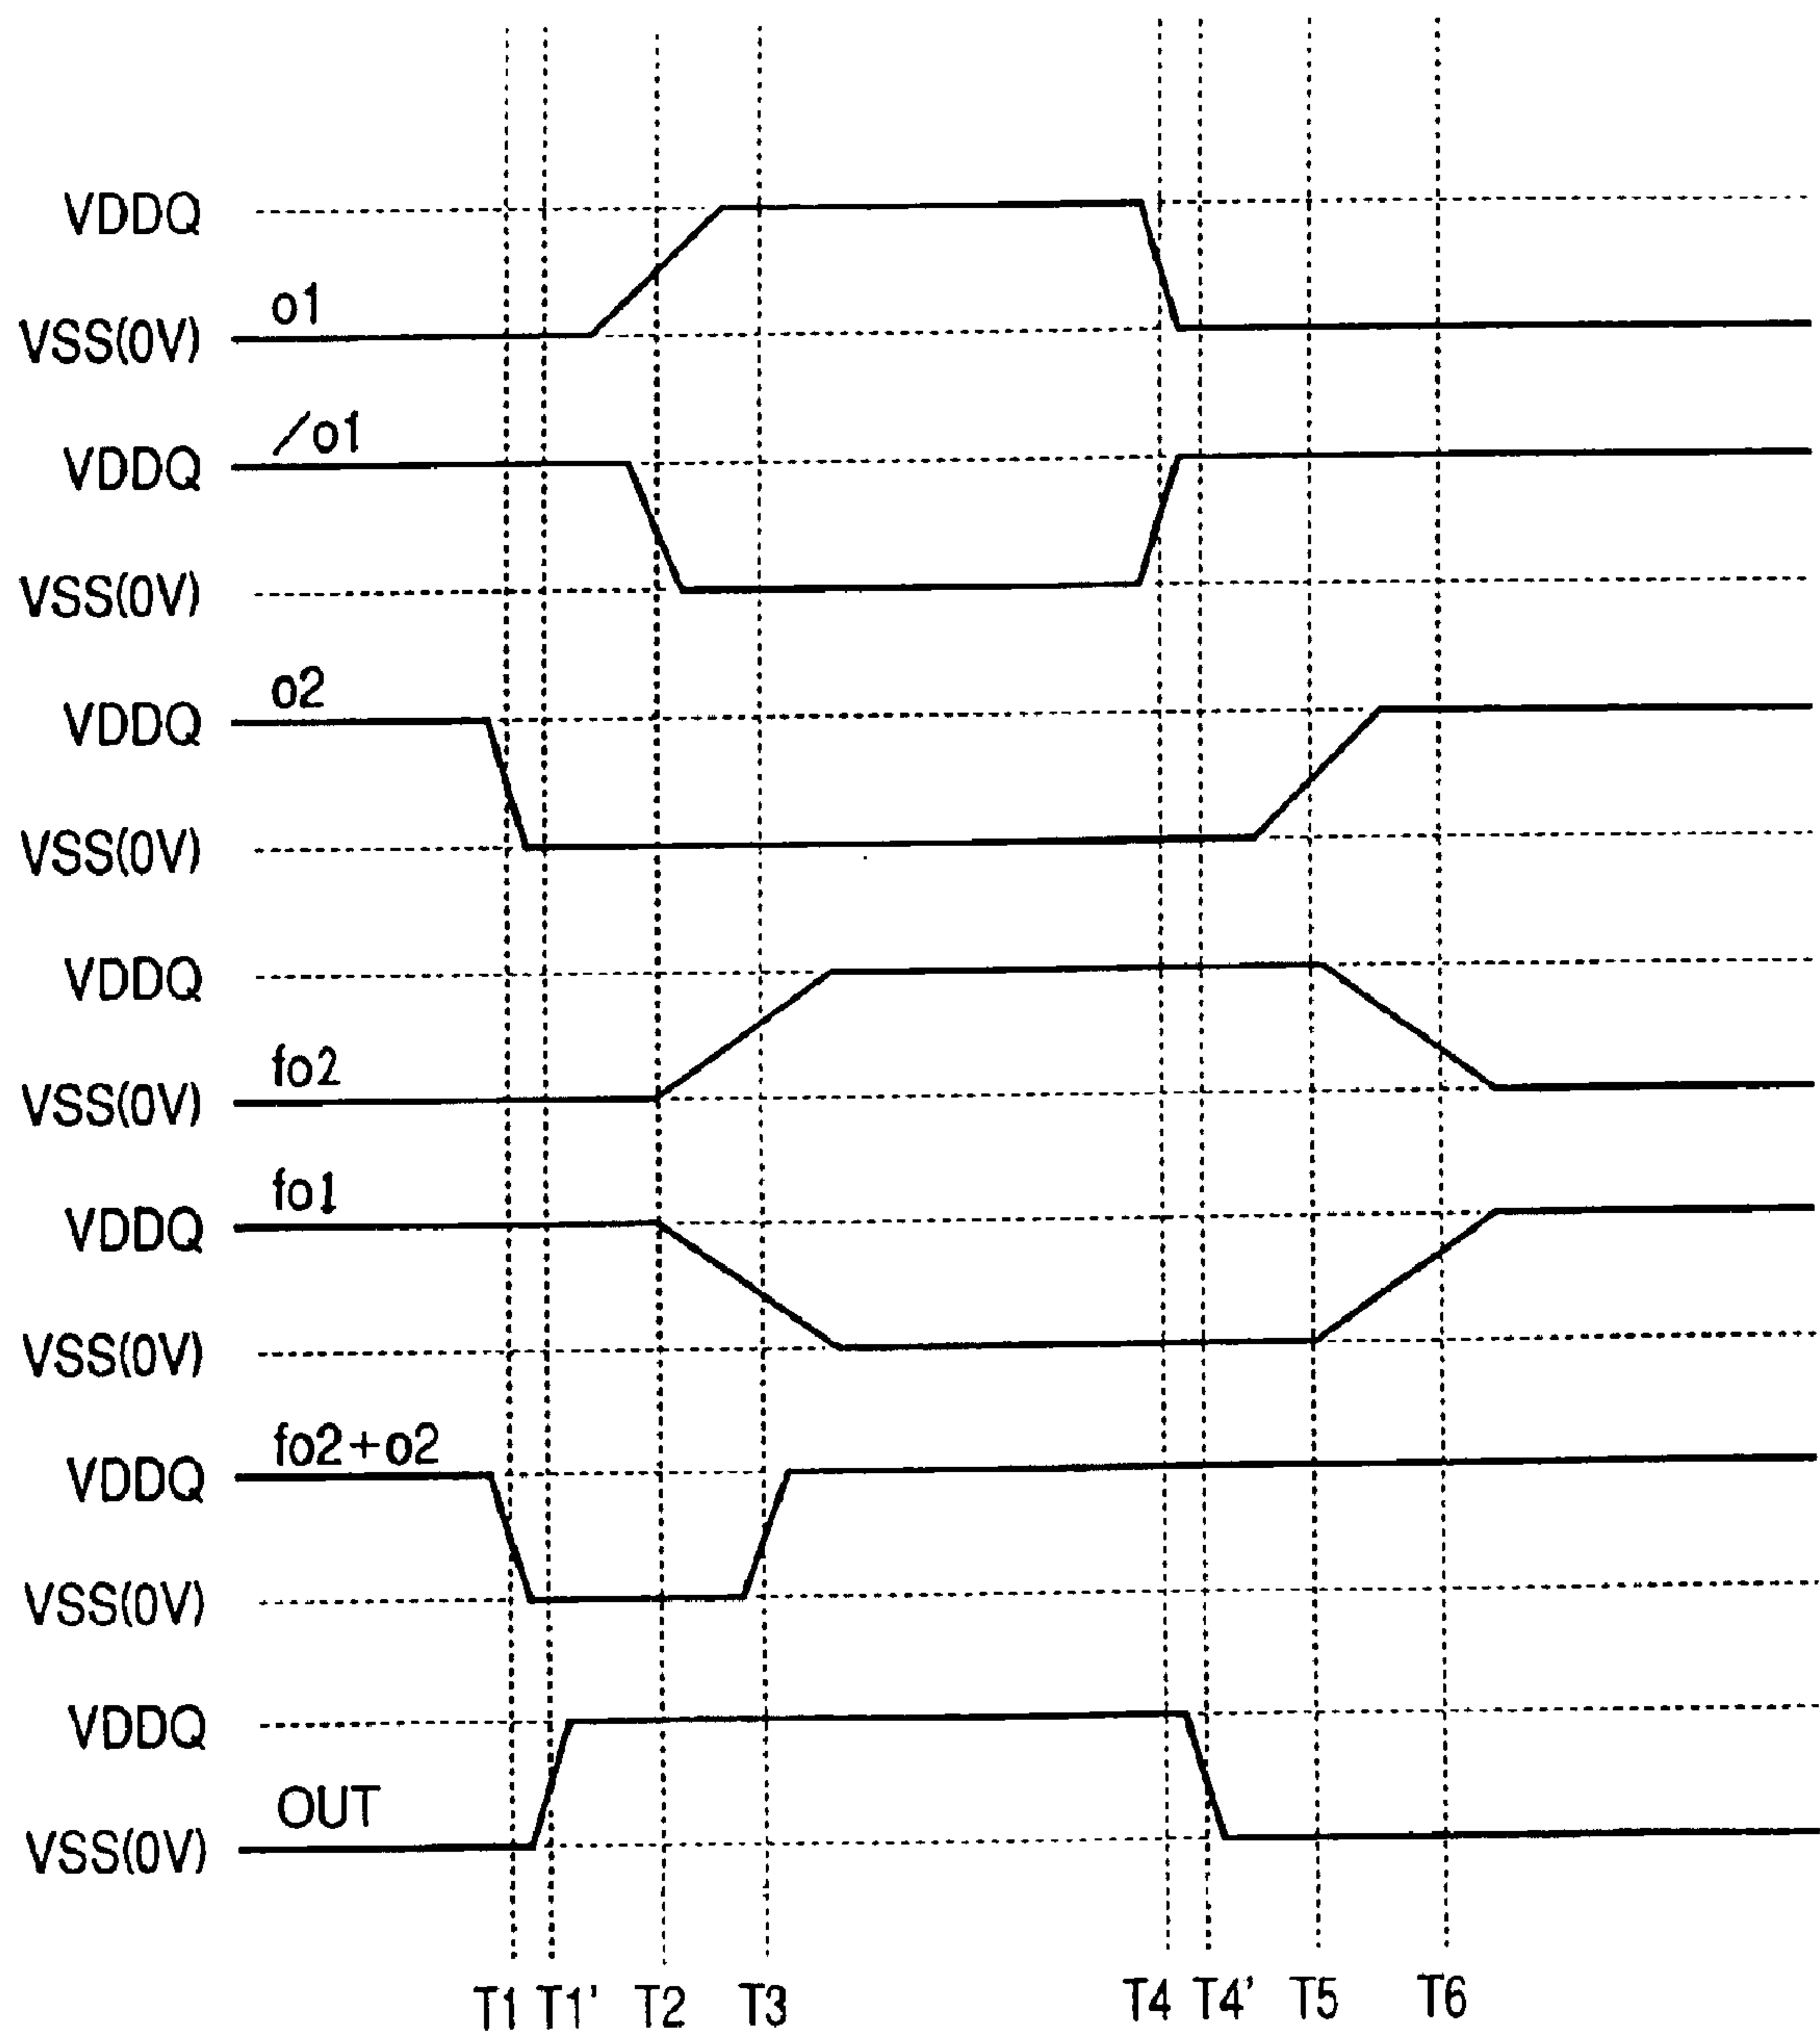 VDDQ
o1
VSS(0V)
/o1
VDDQ
VSS(0V)
o2
VDDQ
VSS(0V)
VDDQ
fo2
VSS(0V)
fo1
VDDQ
VSS(0V)
fo2+o2
VDDQ
VSS(0V)
VDDQ
OUT
VSS(0V)
T1 T1' T2 T3 T4 T4' T5 T6